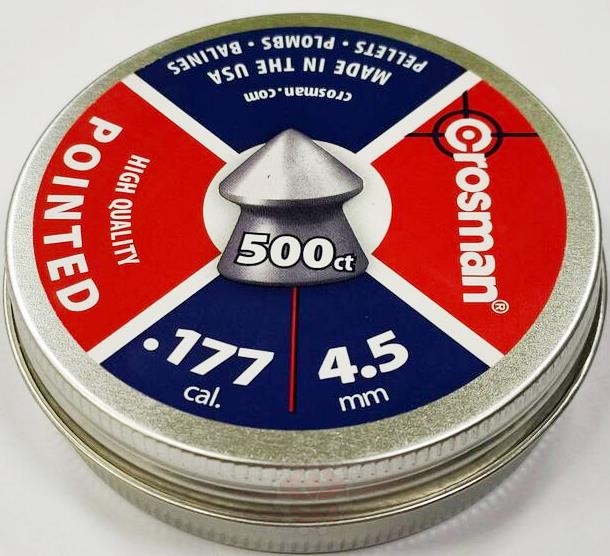 PELLETS • PLOMBS • BALINES
MADE IN THE USA
crosman.com
Crosman®
HIGH QUALITY
POINTED
500ct
.177
cal.
4.5
mm